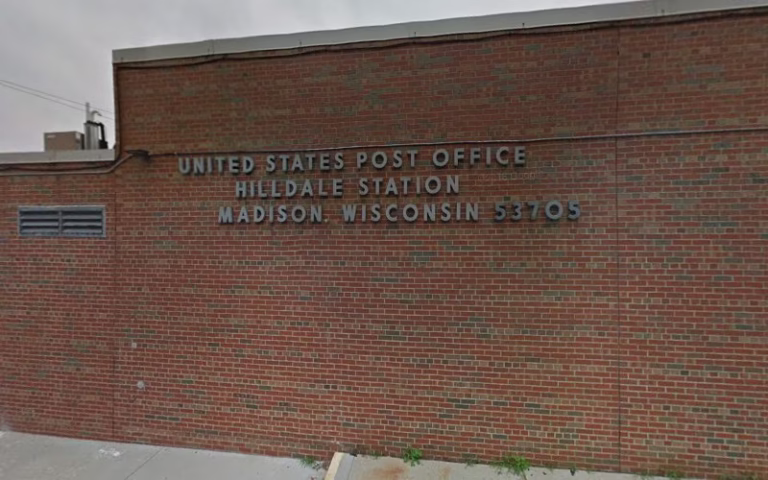 UNITED STATES POST OFFICE
HILLDALE STATION
MADISON. WISCONSIN 53705